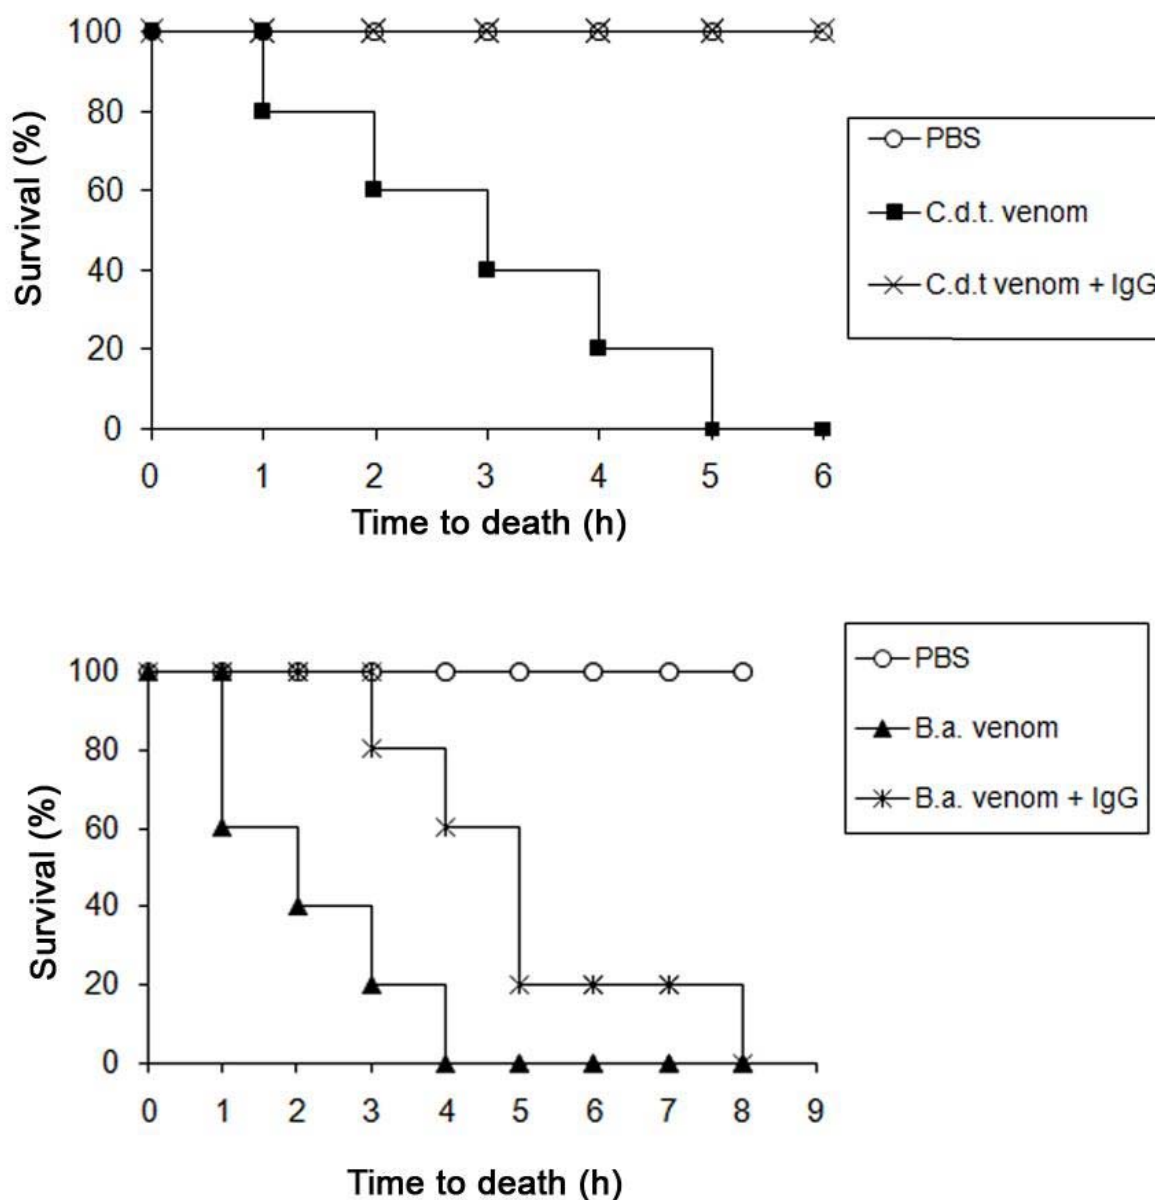 100
80
60
40
20
0
Survival (%)
0 1 2 3 4 5 6
Time to death (h)
PBS
C.d.t. venom
C.d.t venom + IgG
100
80
60
40
20
0
Survival (%)
0 1 2 3 4 5 6 7 8 9
Time to death (h)
PBS
B.a. venom
B.a. venom + IgG